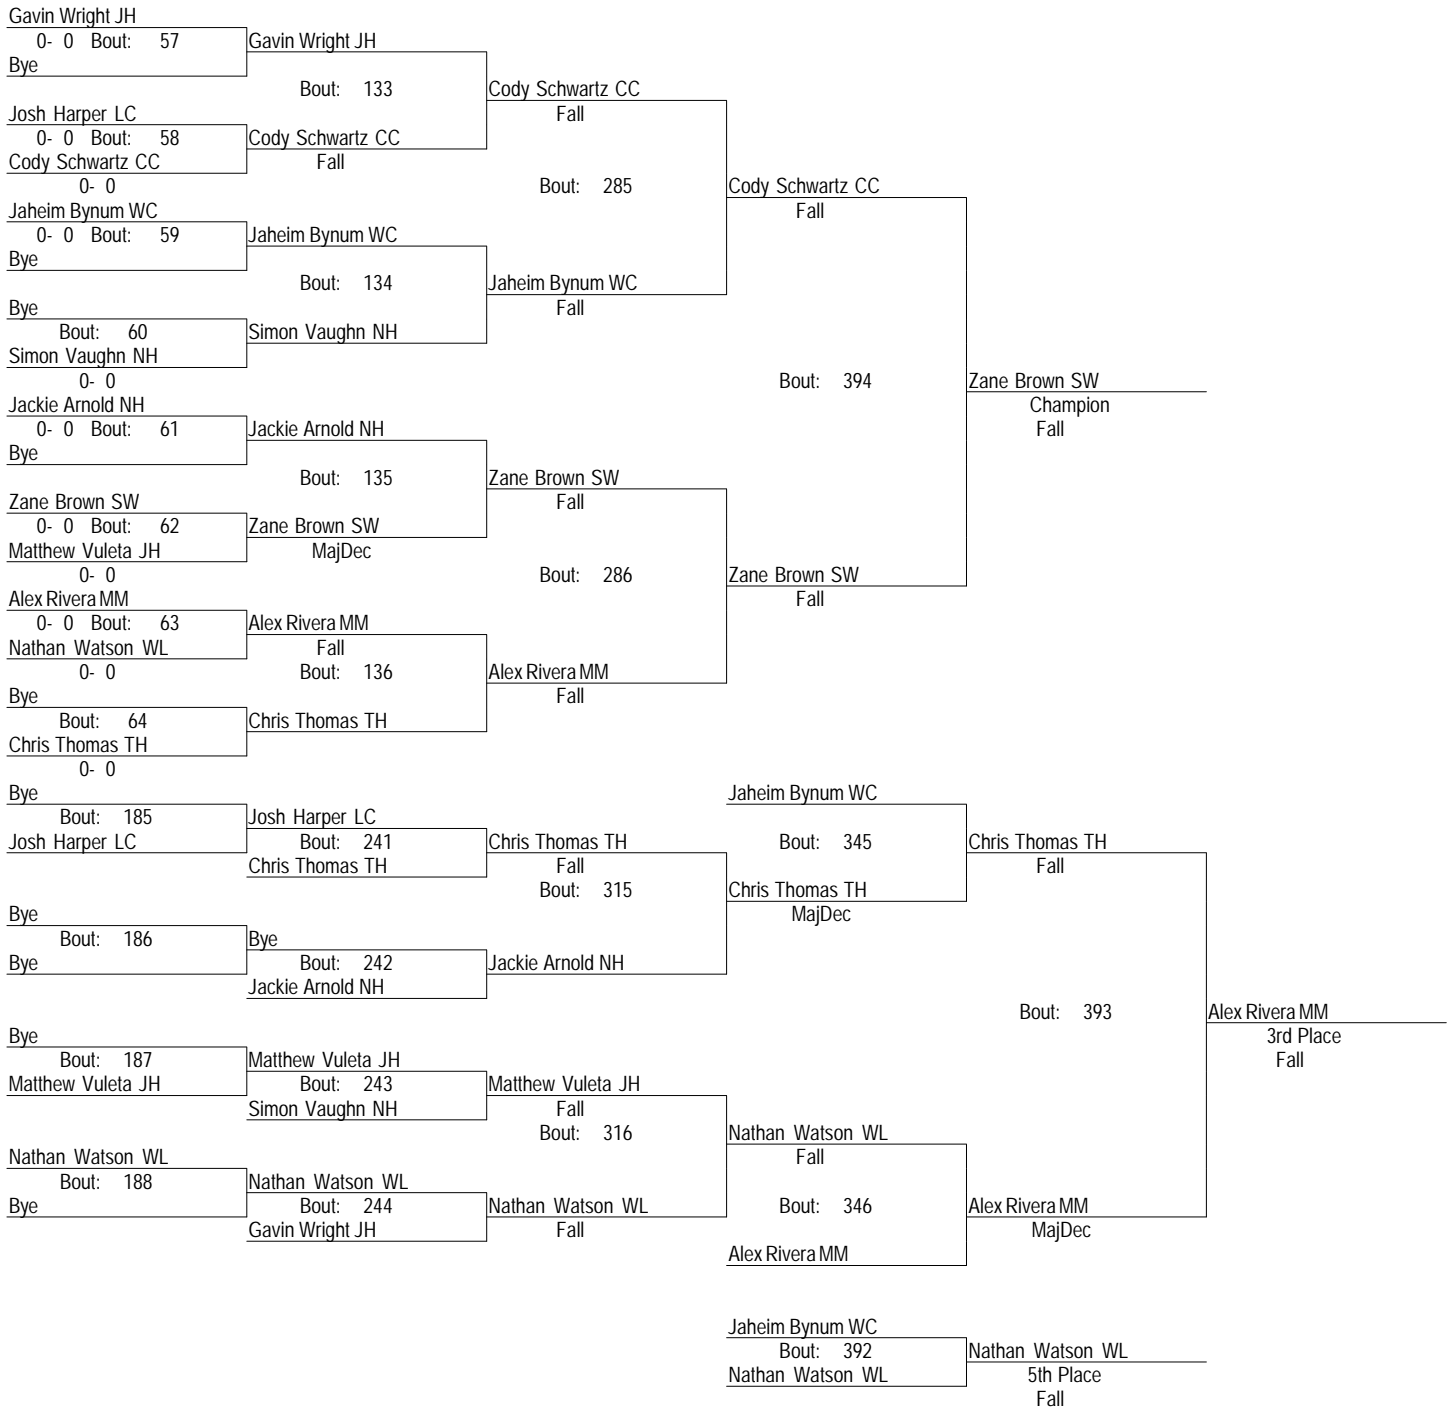 Gavin Wright JH
0- 0 Bout: 57 Gavin Wright JH
Bye
Bout: 133 Cody Schwartz CC
Josh Harper LC Fall
0- 0 Bout: 58 Cody Schwartz CC
Cody Schwartz CC Fall
0- 0 Bout: 285 Cody Schwartz CC
Jaheim Bynum WC Fall
0- 0 Bout: 59 Jaheim Bynum WC
Bye
Bout: 134 Jaheim Bynum WC
Bye Fall
Bout: 60 Simon Vaughn NH
Simon Vaughn NH
0- 0 Bout: 394 Zane Brown SW
Jackie Arnold NH Champion
0- 0 Bout: 61 Jackie Arnold NH Fall
Bye
Bout: 135 Zane Brown SW
Zane Brown SW Fall
0- 0 Bout: 62 Zane Brown SW
Matthew Vuleta JH MajDec
0- 0 Bout: 286 Zane Brown SW
Alex Rivera MM Fall
0- 0 Bout: 63 Alex Rivera MM
Nathan Watson WL Fall
0- 0 Bout: 136 Alex Rivera MM
Bye Fall
Bout: 64 Chris Thomas TH
Chris Thomas TH
0- 0
Bye Jaheim Bynum WC
Bout: 185 Josh Harper LC
Josh Harper LC Bout: 241 Chris Thomas TH Bout: 345 Chris Thomas TH
Chris Thomas TH Fall Fall
Bout: 315 Chris Thomas TH
Bye MajDec
Bout: 186 Bye
Bye Bout: 242 Jackie Arnold NH
Jackie Arnold NH
Bout: 393 Alex Rivera MM
Bye 3rd Place
Bout: 187 Matthew Vuleta JH Fall
Matthew Vuleta JH Bout: 243 Matthew Vuleta JH
Simon Vaughn NH Fall
Bout: 316 Nathan Watson WL
Nathan Watson WL Fall
Bout: 188 Nathan Watson WL
Bye Bout: 244 Nathan Watson WL Bout: 346 Alex Rivera MM
Gavin Wright JH Fall MajDec
Alex Rivera MM
Jaheim Bynum WC
Bout: 392 Nathan Watson WL
Nathan Watson WL 5th Place
Fall